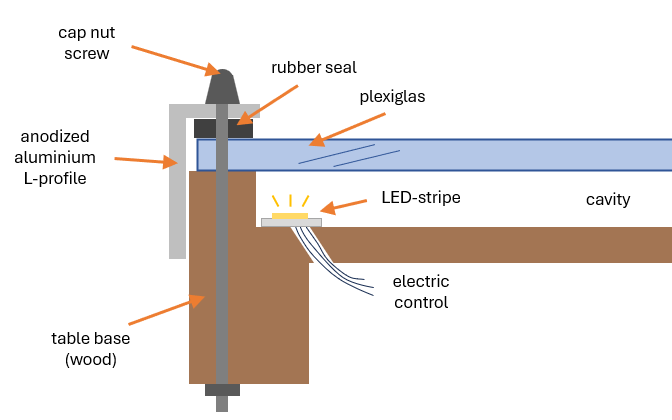 cap nut
screw
rubber seal
plexiglas
anodized
aluminium
L-profile
LED-stripe
cavity
electric
control
table base
(wood)